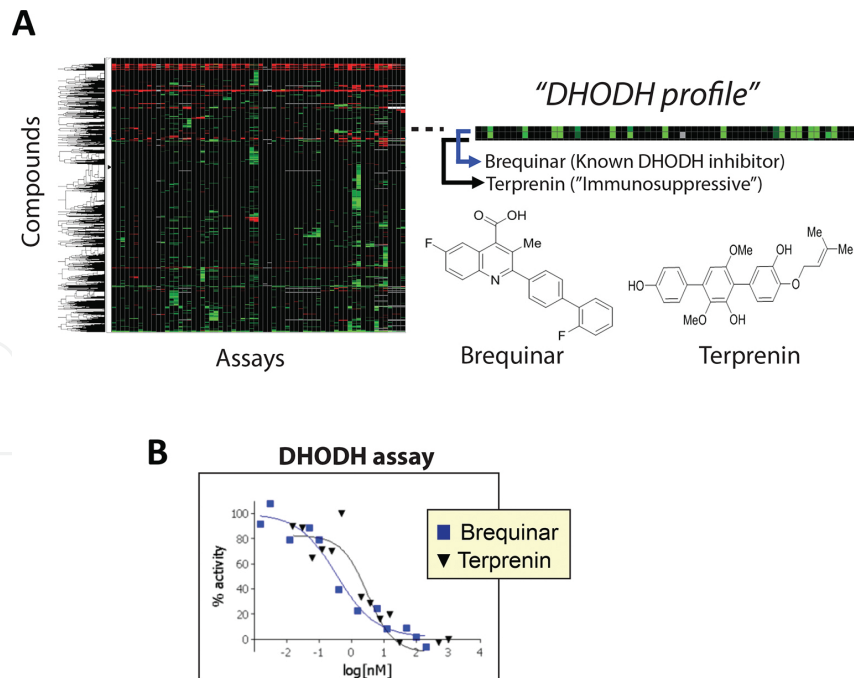 A
Compounds
Assays
“DHODH profile”
Brequinar (Known DHODH inhibitor)
Terprenin (”Immunosuppressive”)
COOH
F
Me
N
F
Brequinar
HO
OMe
MeO
OH
OH
O
Me
Me
Terprenin
B
DHODH assay
Brequinar
Terprenin
% activity
100
80
60
40
20
0
-2 -1 0 1 2 3 4
log[nM]